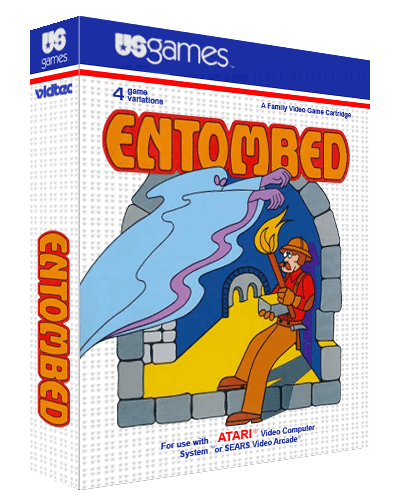 US
games
vidtec
ENTOMBED
USgames™
4 game
variations
A Family Video Game Cartridge
ENTOMBED
For use with ATARI® Video Computer
System™ or SEARS Video Arcade™